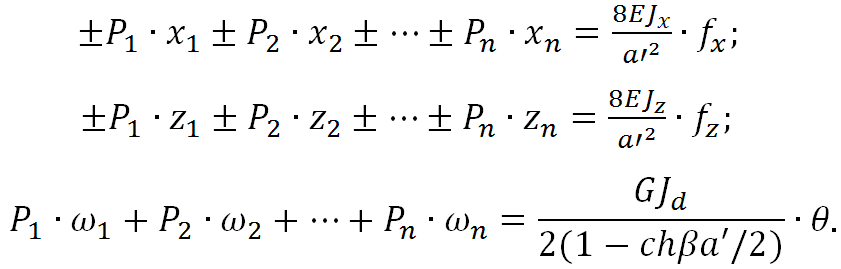 ±P₁ · x₁ ± P₂ · x₂ ± ⋯ ± Pₙ · xₙ = 8EJₓ/a′² · fₓ;
±P₁ · z₁ ± P₂ · z₂ ± ⋯ ± Pₙ · zₙ = 8EJ_z/a′² · f_z;
P₁ · ω₁ + P₂ · ω₂ + ⋯ + Pₙ · ωₙ = GJ_d/2(1 − chβa′/2) · θ.